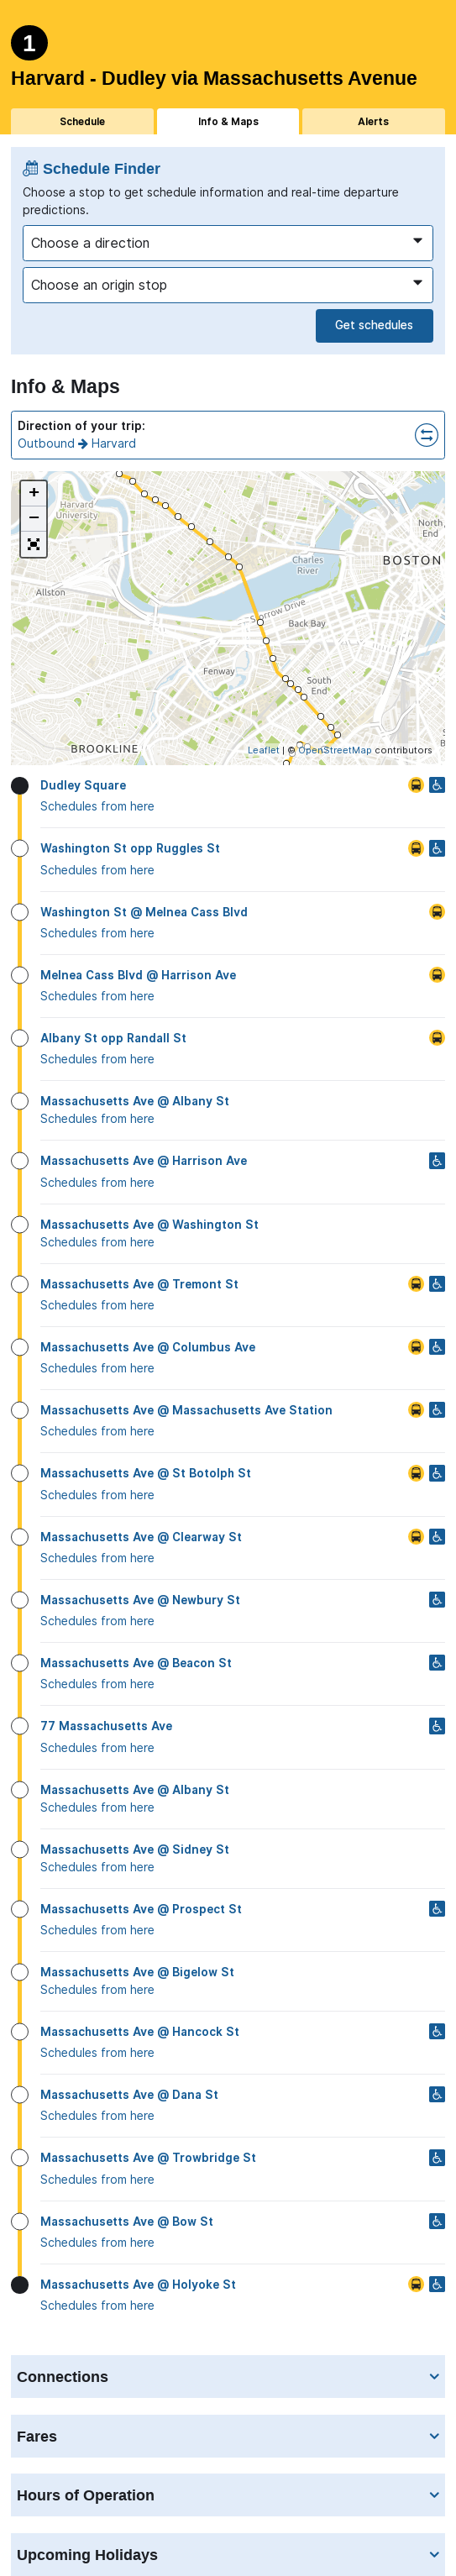 1
Harvard - Dudley via Massachusetts Avenue
Schedule
Info & Maps
Alerts
Schedule Finder
Choose a stop to get schedule information and real-time departure
predictions.
Choose a direction
Choose an origin stop
Get schedules
Info & Maps
Direction of your trip:
Outbound → Harvard
+
−
Harvard
University
North
End
BOSTON
Charles
River
Allston
Storrow Drive
Back Bay
Fenway
South
End
BROOKLINE
Leaflet | © OpenStreetMap contributors
Dudley Square
Schedules from here
Washington St opp Ruggles St
Schedules from here
Washington St @ Melnea Cass Blvd
Schedules from here
Melnea Cass Blvd @ Harrison Ave
Schedules from here
Albany St opp Randall St
Schedules from here
Massachusetts Ave @ Albany St
Schedules from here
Massachusetts Ave @ Harrison Ave
Schedules from here
Massachusetts Ave @ Washington St
Schedules from here
Massachusetts Ave @ Tremont St
Schedules from here
Massachusetts Ave @ Columbus Ave
Schedules from here
Massachusetts Ave @ Massachusetts Ave Station
Schedules from here
Massachusetts Ave @ St Botolph St
Schedules from here
Massachusetts Ave @ Clearway St
Schedules from here
Massachusetts Ave @ Newbury St
Schedules from here
Massachusetts Ave @ Beacon St
Schedules from here
77 Massachusetts Ave
Schedules from here
Massachusetts Ave @ Albany St
Schedules from here
Massachusetts Ave @ Sidney St
Schedules from here
Massachusetts Ave @ Prospect St
Schedules from here
Massachusetts Ave @ Bigelow St
Schedules from here
Massachusetts Ave @ Hancock St
Schedules from here
Massachusetts Ave @ Dana St
Schedules from here
Massachusetts Ave @ Trowbridge St
Schedules from here
Massachusetts Ave @ Bow St
Schedules from here
Massachusetts Ave @ Holyoke St
Schedules from here
Connections
Fares
Hours of Operation
Upcoming Holidays